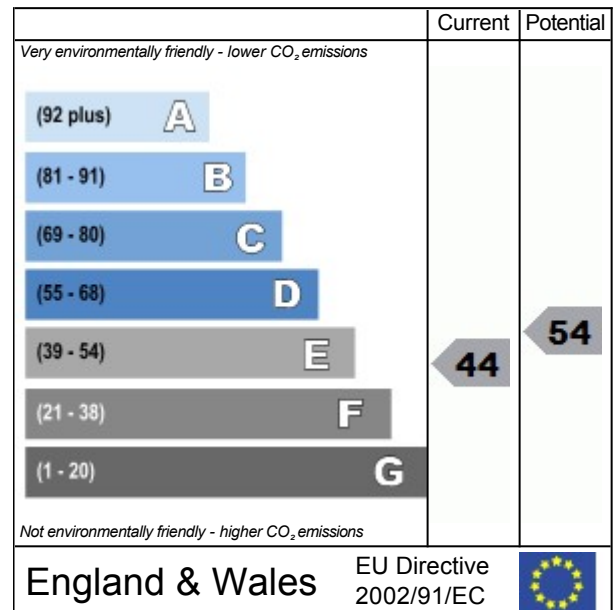 Current Potential
Very environmentally friendly - lower CO₂ emissions
(92 plus) A
(81 - 91) B
(69 - 80) C
(55 - 68) D
(39 - 54) E
(21 - 38) F
(1 - 20) G
44
54
Not environmentally friendly - higher CO₂ emissions
England & Wales
EU Directive
2002/91/EC